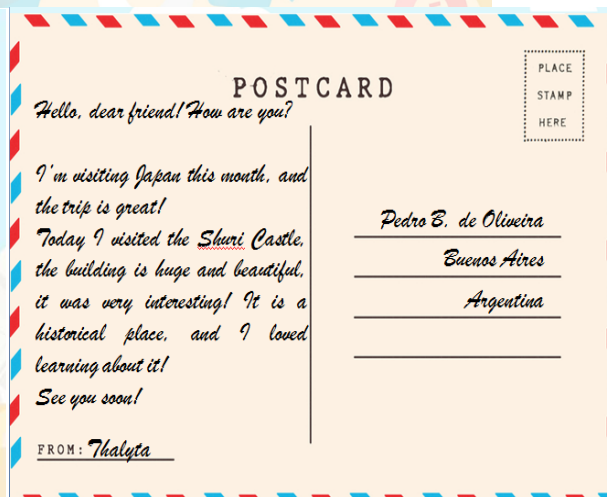 POSTCARD
PLACE
STAMP
HERE
Hello, dear friend! How are you?
I'm visiting Japan this month, and
the trip is great!
Today I visited the Shuri Castle,
the building is huge and beautiful,
it was very interesting! It is a
historical place, and I loved
learning about it!
See you soon!
FROM: Thalyta
Pedro B. de Oliveira
Buenos Aires
Argentina